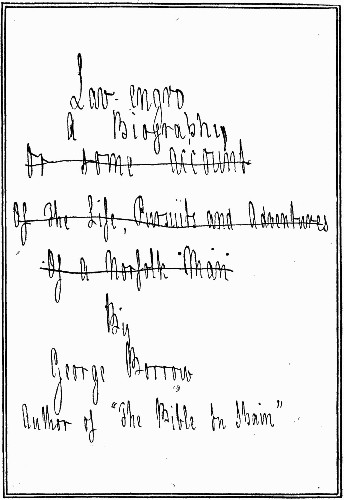 Lav-engro
A Biography
Or some account
Of the Life, Pursuits and Adventures
Of a Norfolk Man
By
George Borrow
Author of "The Bible in Spain"